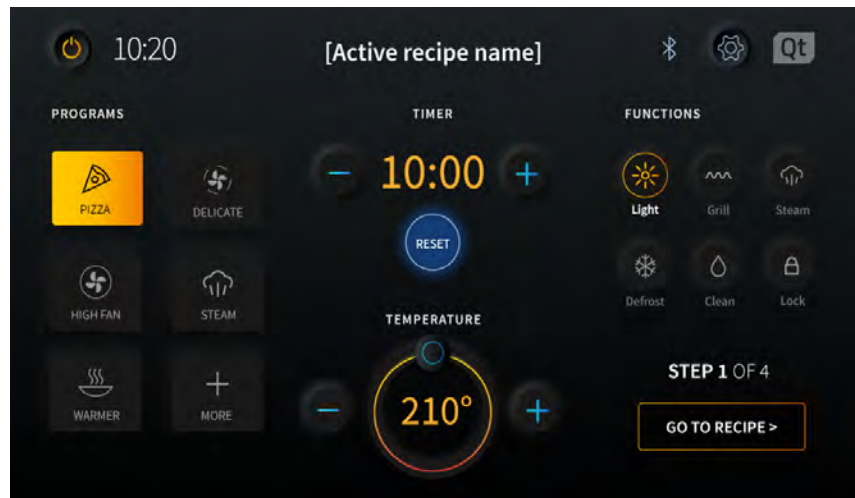 10:20
[Active recipe name]
Qt
PROGRAMS
PIZZA
DELICATE
HIGH FAN
STEAM
WARMER
MORE
TIMER
10:00
RESET
TEMPERATURE
210°
FUNCTIONS
Light
Grill
Steam
Defrost
Clean
Lock
STEP 1 OF 4
GO TO RECIPE >